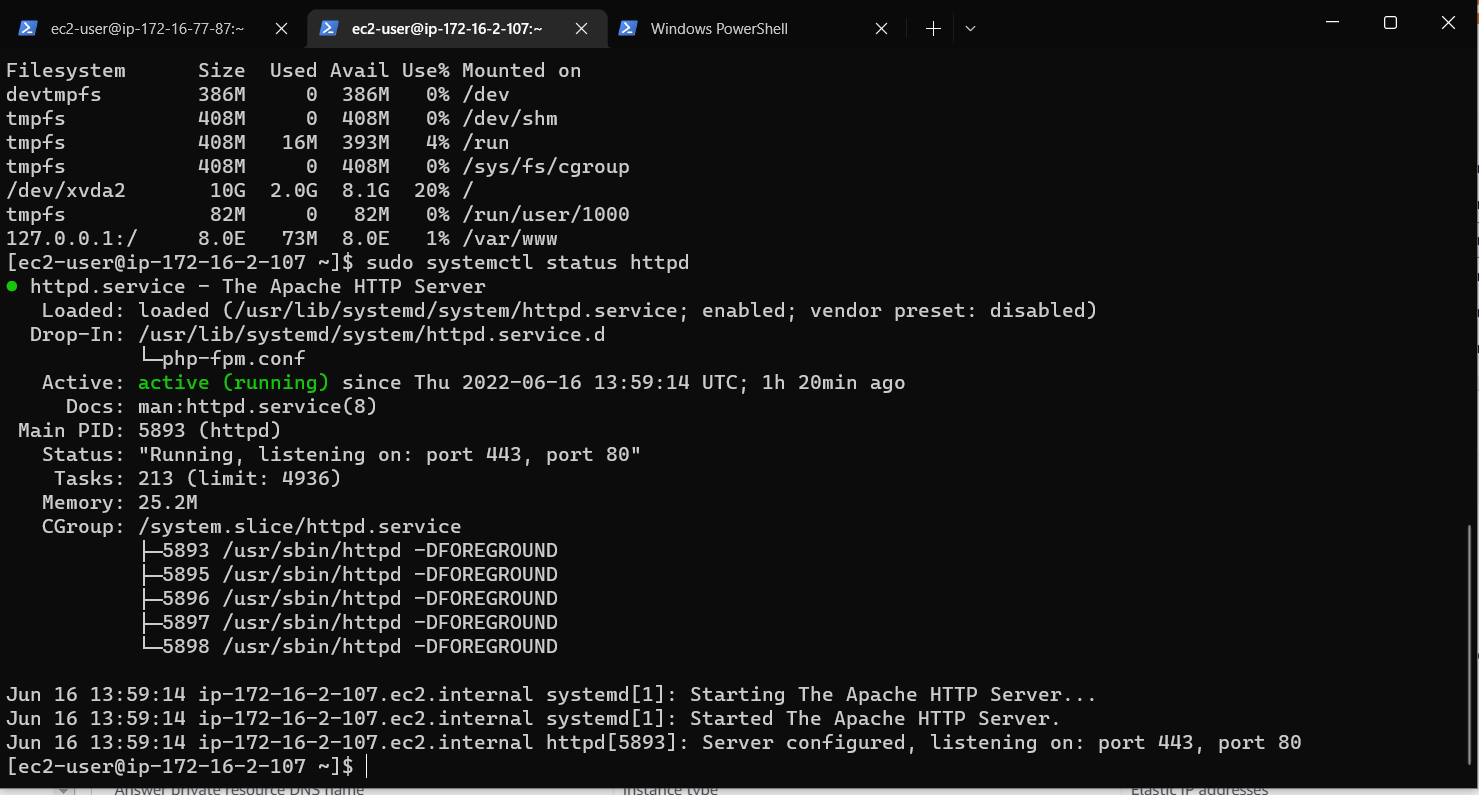 ec2-user@ip-172-16-77-87:~ ec2-user@ip-172-16-2-107:~ Windows PowerShell
Filesystem      Size  Used Avail Use% Mounted on
devtmpfs        386M     0  386M   0% /dev
tmpfs           408M     0  408M   0% /dev/shm
tmpfs           408M   16M  393M   4% /run
tmpfs           408M     0  408M   0% /sys/fs/cgroup
/dev/xvda2       10G  2.0G  8.1G  20% /
tmpfs            82M     0   82M   0% /run/user/1000
127.0.0.1:/     8.0E   73M  8.0E   1% /var/www
[ec2-user@ip-172-16-2-107 ~]$ sudo systemctl status httpd
● httpd.service - The Apache HTTP Server
   Loaded: loaded (/usr/lib/systemd/system/httpd.service; enabled; vendor preset: disabled)
  Drop-In: /usr/lib/systemd/system/httpd.service.d
           └─php-fpm.conf
   Active: active (running) since Thu 2022-06-16 13:59:14 UTC; 1h 20min ago
     Docs: man:httpd.service(8)
 Main PID: 5893 (httpd)
   Status: "Running, listening on: port 443, port 80"
    Tasks: 213 (limit: 4936)
   Memory: 25.2M
   CGroup: /system.slice/httpd.service
           ├─5893 /usr/sbin/httpd -DFOREGROUND
           ├─5895 /usr/sbin/httpd -DFOREGROUND
           ├─5896 /usr/sbin/httpd -DFOREGROUND
           ├─5897 /usr/sbin/httpd -DFOREGROUND
           └─5898 /usr/sbin/httpd -DFOREGROUND
Jun 16 13:59:14 ip-172-16-2-107.ec2.internal systemd[1]: Starting The Apache HTTP Server...
Jun 16 13:59:14 ip-172-16-2-107.ec2.internal systemd[1]: Started The Apache HTTP Server.
Jun 16 13:59:14 ip-172-16-2-107.ec2.internal httpd[5893]: Server configured, listening on: port 443, port 80
[ec2-user@ip-172-16-2-107 ~]$
Answer private resource DNS name Instance type Elastic IP addresses